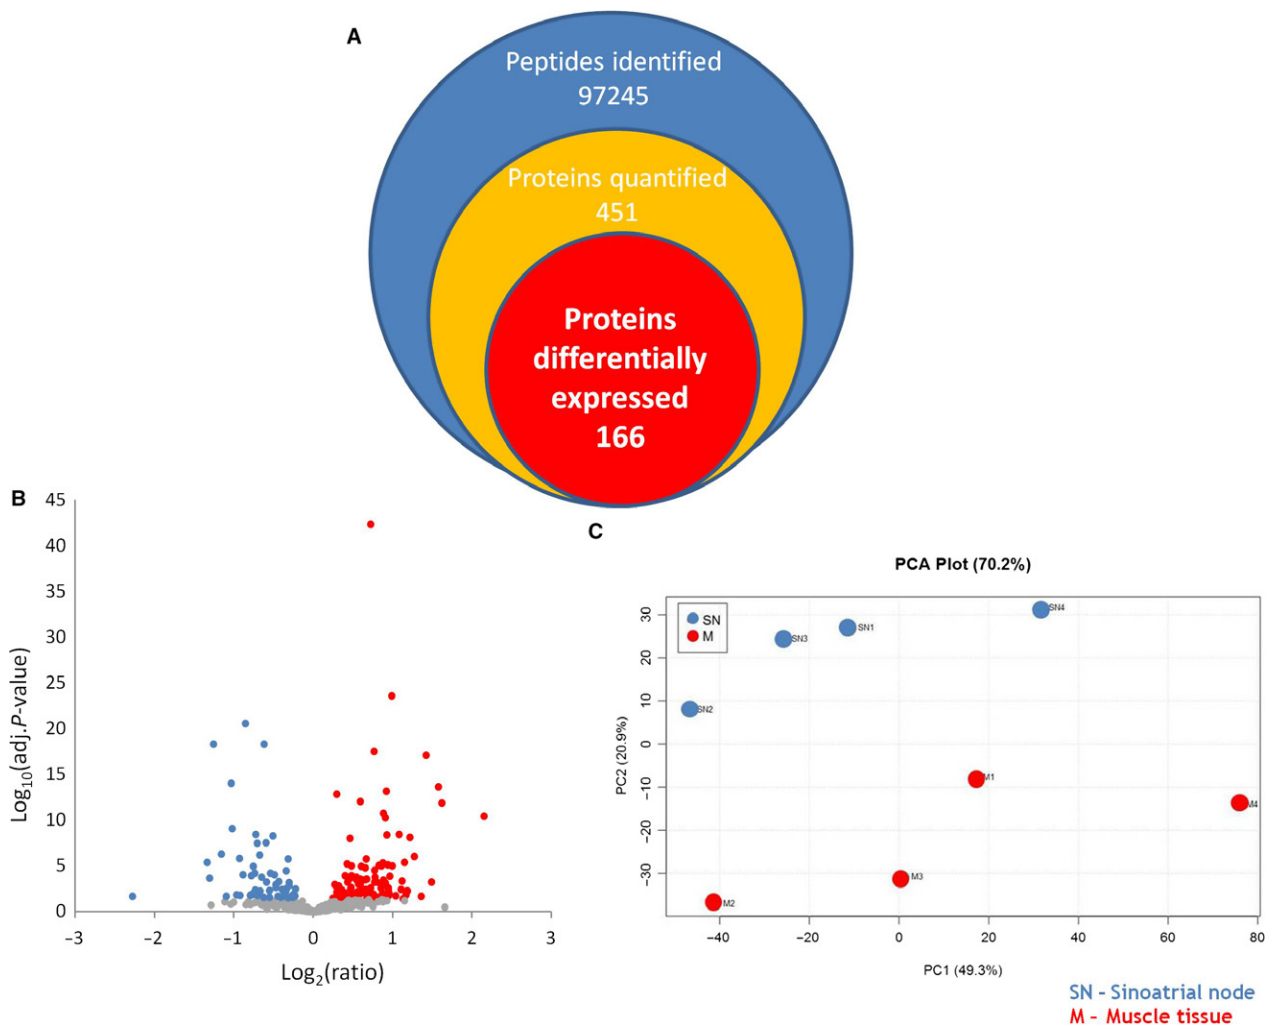 A
Peptides identified
97245
Proteins quantified
451
Proteins
differentially
expressed
166
B
45
40
35
30
25
20
15
10
5
0
Log10(adj.P-value)
−3
−2
−1
0
1
2
3
Log2(ratio)
C
PCA Plot (70.2%)
SN
M
SN4
SN1
SN3
SN2
M1
M4
M3
M2
30
20
10
0
−10
−20
−30
PC2 (20.9%)
−40
−20
0
20
40
60
80
PC1 (49.3%)
SN - Sinoatrial node
M - Muscle tissue